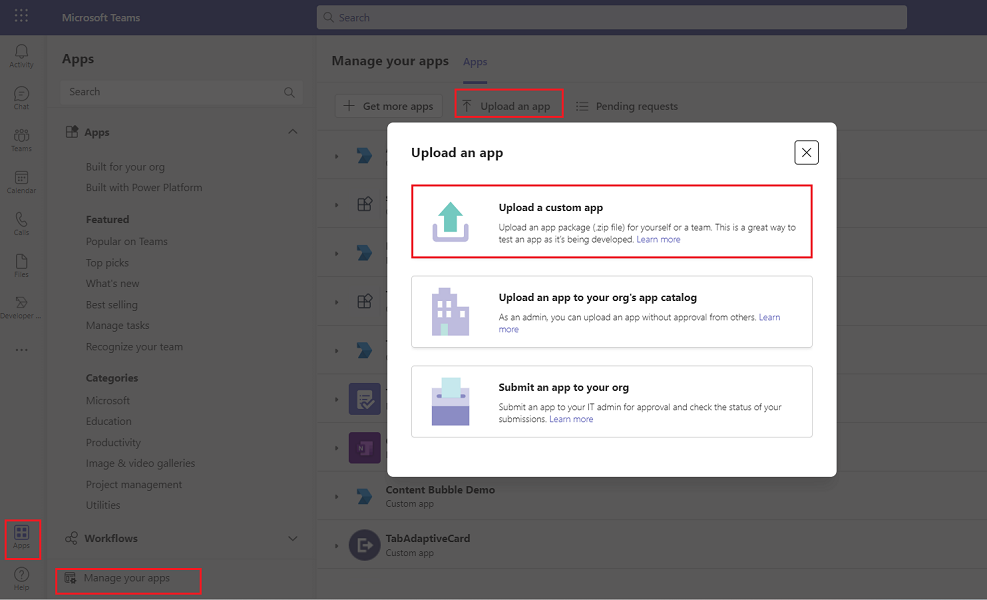 Microsoft Teams
Search
Activity
Chat
Teams
Calendar
Calls
Files
Developer ...
Apps
Help
Apps
Search
Apps
Built for your org
Built with Power Platform
Featured
Popular on Teams
Top picks
What's new
Best selling
Manage tasks
Recognize your team
Categories
Microsoft
Education
Productivity
Image & video galleries
Project management
Utilities
Workflows
Manage your apps
Manage your apps Apps
Get more apps Upload an app Pending requests
Upload an app
Upload a custom app
Upload an app package (.zip file) for yourself or a team. This is a great way to
test an app as it's being developed. Learn more
Upload an app to your org's app catalog
As an admin, you can upload an app without approval from others. Learn
more
Submit an app to your org
Submit an app to your IT admin for approval and check the status of your
submissions. Learn more
Content Bubble Demo
Custom app
TabAdaptiveCard
Custom app